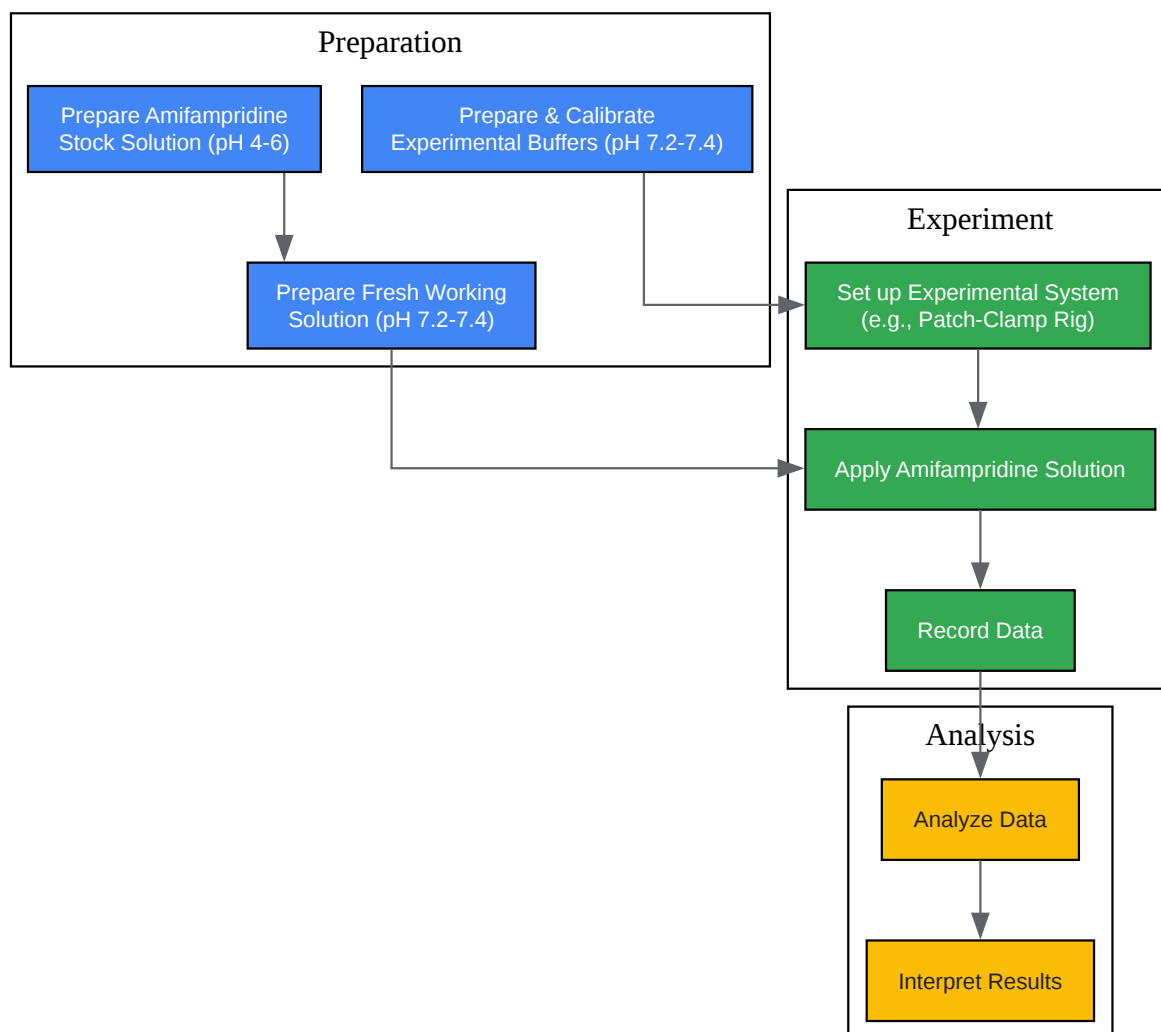 Preparation
Prepare Amifampridine
Stock Solution (pH 4-6)
Prepare & Calibrate
Experimental Buffers (pH 7.2-7.4)
Prepare Fresh Working
Solution (pH 7.2-7.4)
Experiment
Set up Experimental System
(e.g., Patch-Clamp Rig)
Apply Amifampridine Solution
Record Data
Analysis
Analyze Data
Interpret Results